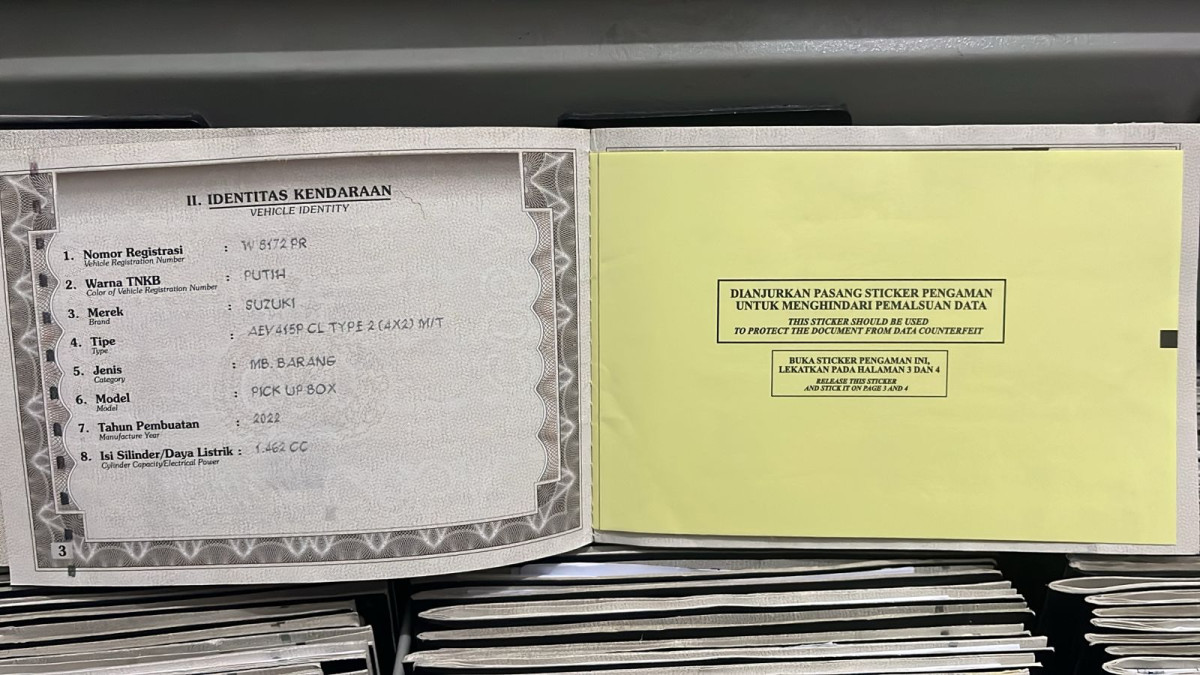 II. IDENTITAS KENDARAAN
VEHICLE IDENTITY
1. Nomor Registrasi : W 8172 PR
Vehicle Registration Number
2. Warna TNKB : PUTIH
Color of Vehicle Registration Number
3. Merek : SUZUKI
Brand
4. Tipe : AEV415P CL TYPE 2 (4X2) M/T
Type
5. Jenis : MB. BARANG
Category
6. Model : PICK UP BOX
Model
7. Tahun Pembuatan : 2022
Manufacture Year
8. Isi Silinder/Daya Listrik : 1.462 CC
Cylinder Capacity/Electrical Power
3
DIANJURKAN PASANG STICKER PENGAMAN
UNTUK MENGHINDARI PEMALSUAN DATA
THIS STICKER SHOULD BE USED
TO PROTECT THE DOCUMENT FROM DATA COUNTERFEIT
BUKA STICKER PENGAMAN INI,
LEKATKAN PADA HALAMAN 3 DAN 4
RELEASE THIS STICKER
AND STICK IT ON PAGE 3 AND 4